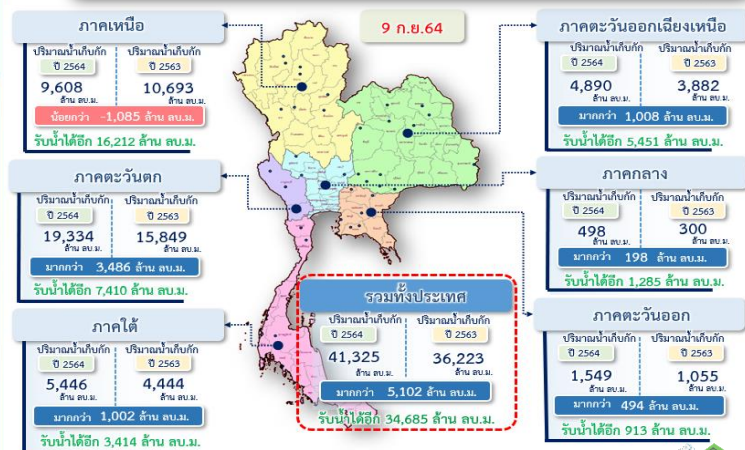 9 ก.ย.64
ภาคเหนือ
ปริมาณน้ำเก็บกัก ปริมาณน้ำเก็บกัก
ปี 2564 ปี 2563
9,608 10,693
ล้าน ลบ.ม. ล้าน ลบ.ม.
น้อยกว่า -1,085 ล้าน ลบ.ม.
รับน้ำได้อีก 16,212 ล้าน ลบ.ม.
ภาคตะวันออกเฉียงเหนือ
ปริมาณน้ำเก็บกัก ปริมาณน้ำเก็บกัก
ปี 2564 ปี 2563
4,890 3,882
ล้าน ลบ.ม. ล้าน ลบ.ม.
มากกว่า 1,008 ล้าน ลบ.ม.
รับน้ำได้อีก 5,451 ล้าน ลบ.ม.
ภาคตะวันตก
ปริมาณน้ำเก็บกัก ปริมาณน้ำเก็บกัก
ปี 2564 ปี 2563
19,334 15,849
ล้าน ลบ.ม. ล้าน ลบ.ม.
มากกว่า 3,486 ล้าน ลบ.ม.
รับน้ำได้อีก 7,410 ล้าน ลบ.ม.
ภาคกลาง
ปริมาณน้ำเก็บกัก ปริมาณน้ำเก็บกัก
ปี 2564 ปี 2563
498 300
ล้าน ลบ.ม. ล้าน ลบ.ม.
มากกว่า 198 ล้าน ลบ.ม.
รับน้ำได้อีก 1,285 ล้าน ลบ.ม.
ภาคใต้
ปริมาณน้ำเก็บกัก ปริมาณน้ำเก็บกัก
ปี 2564 ปี 2563
5,446 4,444
ล้าน ลบ.ม. ล้าน ลบ.ม.
มากกว่า 1,002 ล้าน ลบ.ม.
รับน้ำได้อีก 3,414 ล้าน ลบ.ม.
รวมทั้งประเทศ
ปริมาณน้ำเก็บกัก ปริมาณน้ำเก็บกัก
ปี 2564 ปี 2563
41,325 36,223
ล้าน ลบ.ม. ล้าน ลบ.ม.
มากกว่า 5,102 ล้าน ลบ.ม.
รับน้ำได้อีก 34,685 ล้าน ลบ.ม.
ภาคตะวันออก
ปริมาณน้ำเก็บกัก ปริมาณน้ำเก็บกัก
ปี 2564 ปี 2563
1,549 1,055
ล้าน ลบ.ม. ล้าน ลบ.ม.
มากกว่า 494 ล้าน ลบ.ม.
รับน้ำได้อีก 913 ล้าน ลบ.ม.